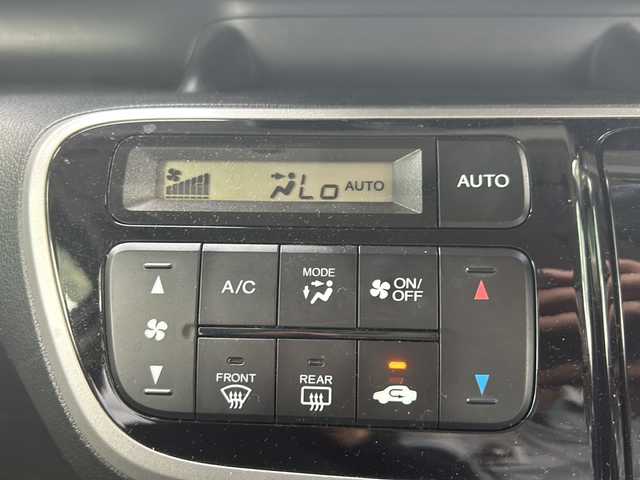 Lo AUTO
AUTO
A/C
MODE
ON/
OFF
FRONT
REAR